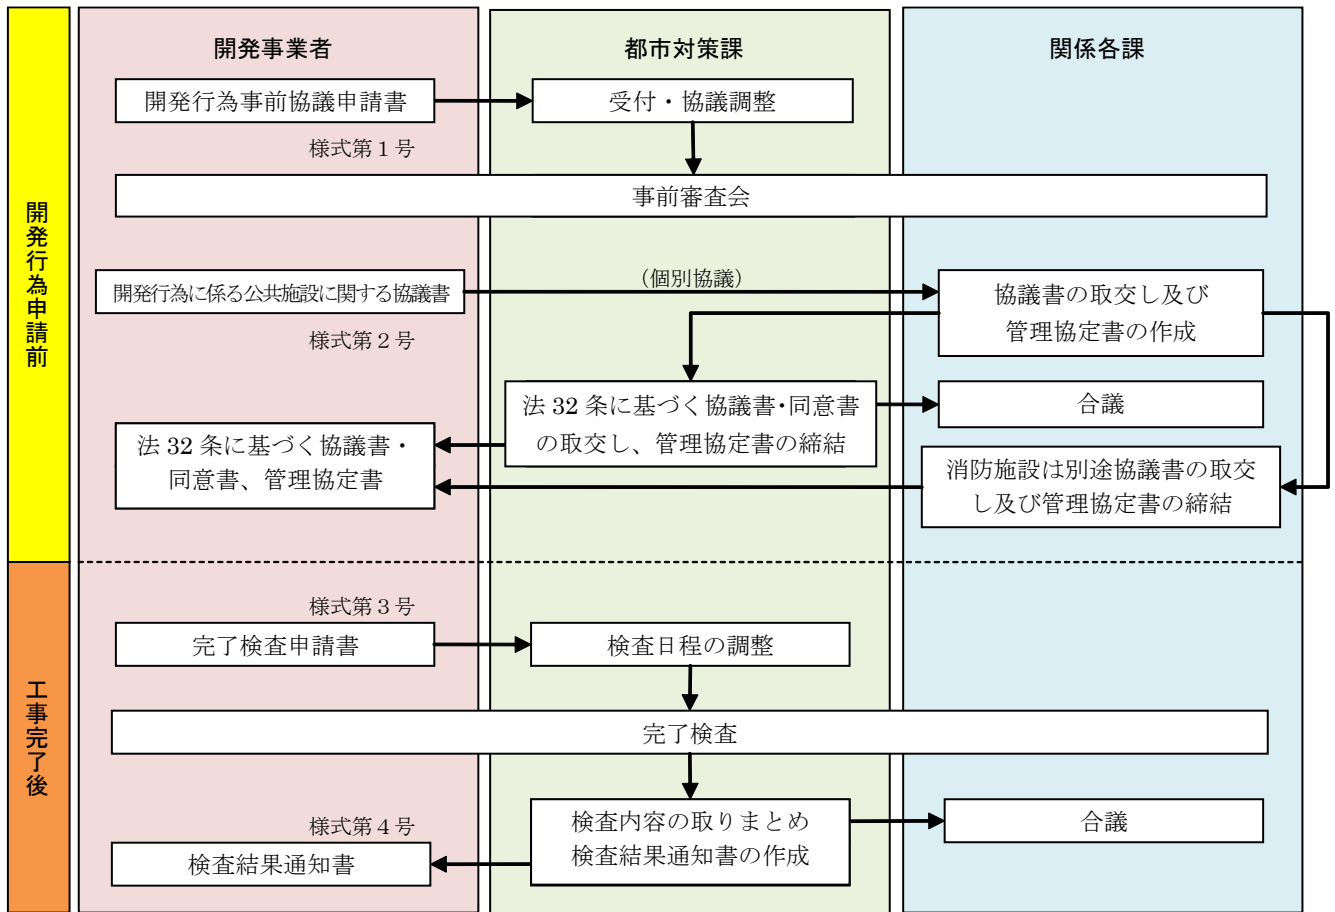 開発事業者
都市対策課
関係各課
開発行為申請前
開発行為事前協議申請書
受付・協議調整
様式第１号
事前審査会
開発行為に係る公共施設に関する協議書
（個別協議）
協議書の取交し及び
管理協定書の作成
様式第２号
法 32 条に基づく協議書･同意書
の取交し、管理協定書の締結
合議
法 32 条に基づく協議書・
同意書、管理協定書
消防施設は別途協議書の取交
し及び管理協定書の締結
工事完了後
様式第３号
完了検査申請書
検査日程の調整
完了検査
検査内容の取りまとめ
検査結果通知書の作成
合議
様式第４号
検査結果通知書